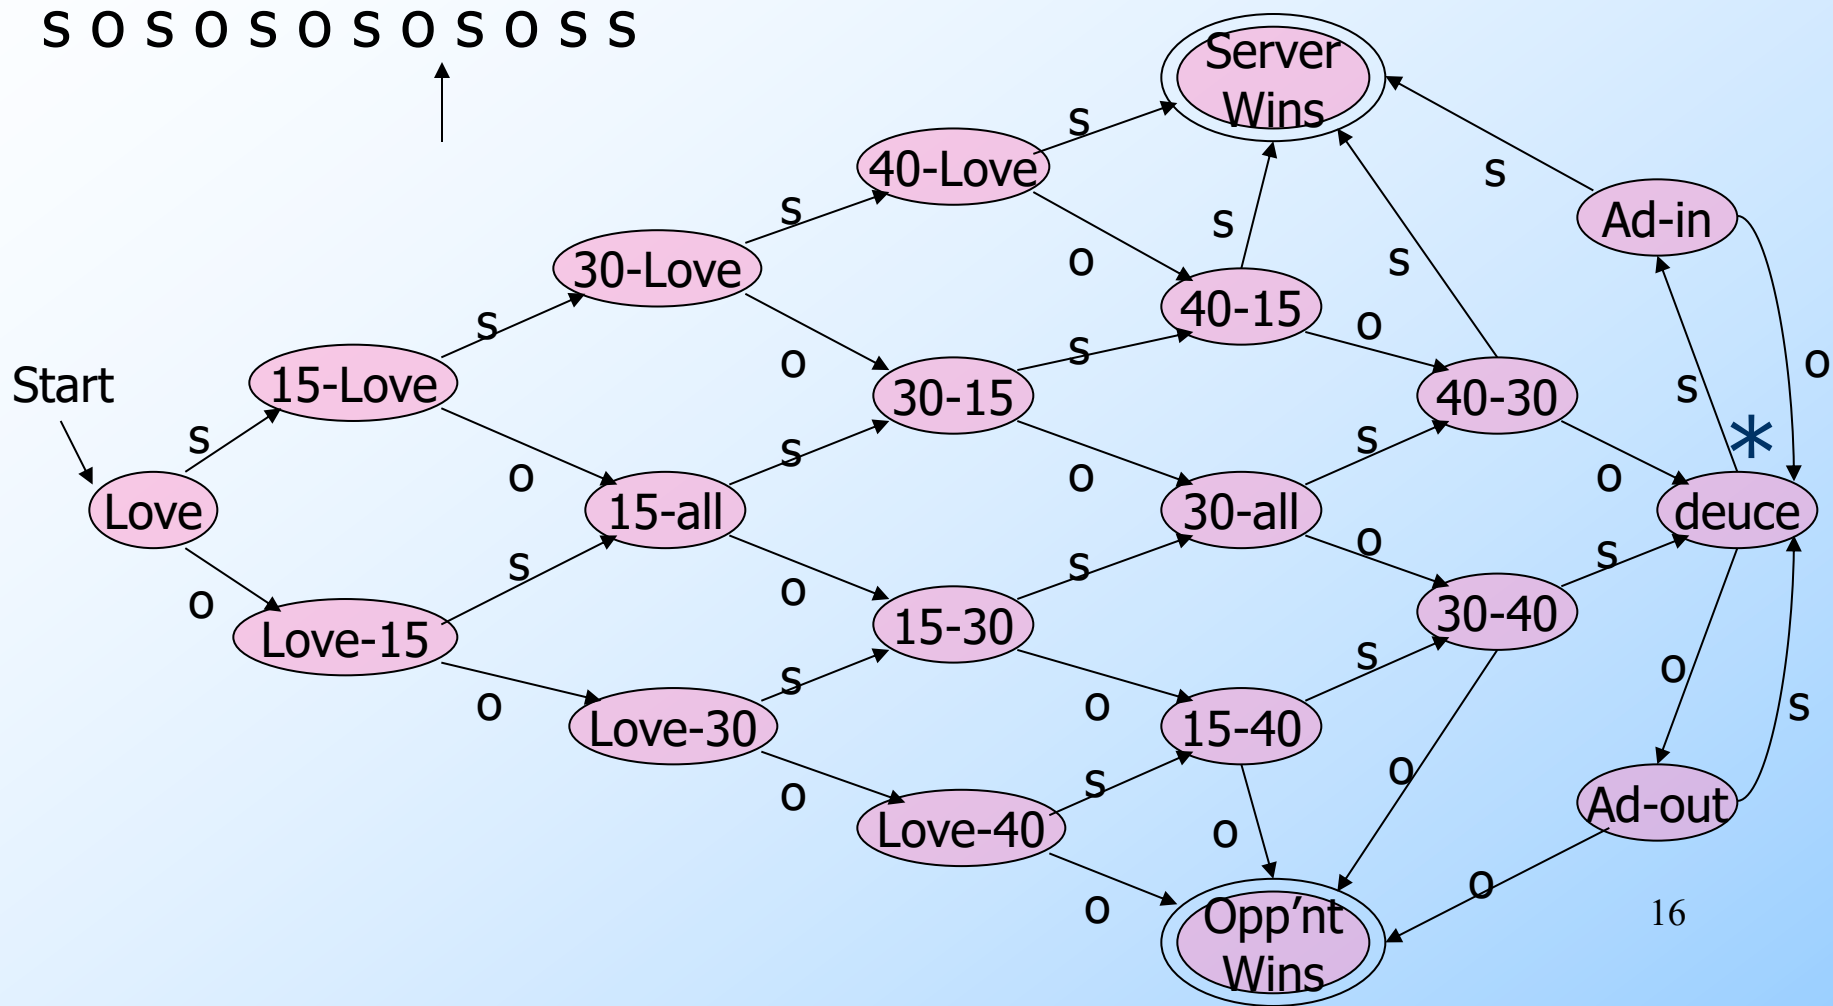 s o s o s o s o s o s s
Server
Wins
s
40-Love
s
s
Ad-in
30-Love
s
o
s
40-15
s
o
o
o
s
Start
15-Love
s
30-15
40-30
s
*
s
s
o
o
o
Love
15-all
30-all
deuce
s
o
s
o
s
o
15-30
30-40
Love-15
s
s
o
o
o
s
Love-30
15-40
s
o
o
o
Ad-out
Love-40
o
o
o
Opp'nt
Wins
16